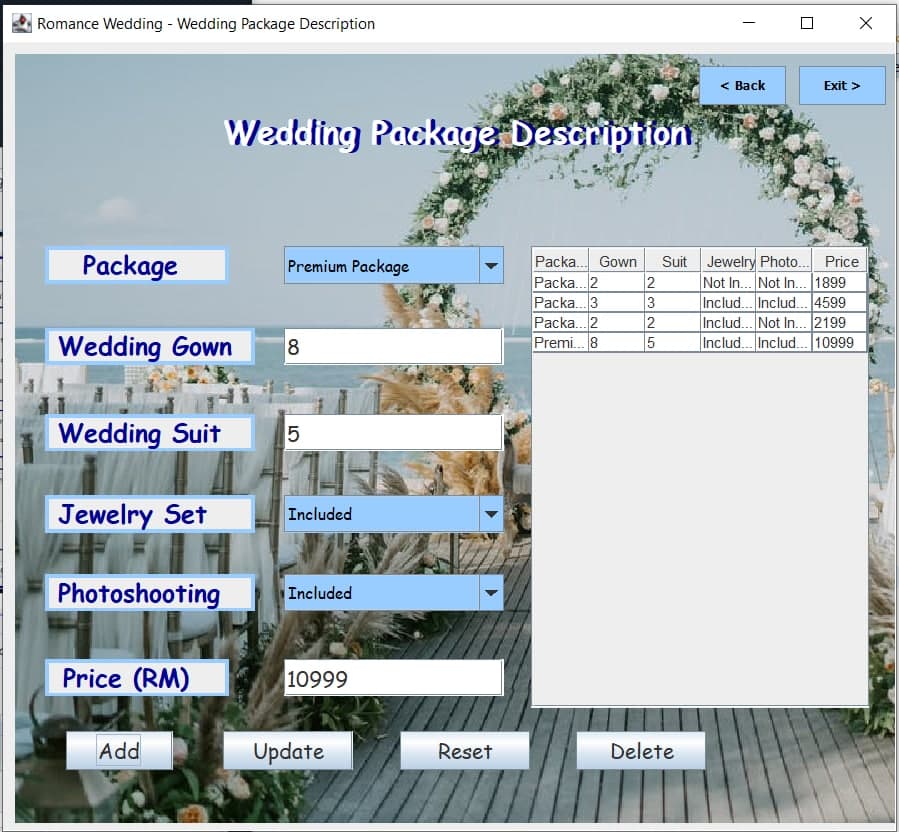 Romance Wedding - Wedding Package Description
< Back
Exit >
Wedding Package Description
Package
Premium Package
Wedding Gown
8
Wedding Suit
5
Jewelry Set
Included
Photoshooting
Included
Price (RM)
10999
Packa... Gown Suit Jewelry Photo... Price
Packa... 2 2 Not In... Not In... 1899
Packa... 3 3 Includ... Includ... 4599
Packa... 2 2 Includ... Not In... 2199
Premi... 8 5 Includ... Includ... 10999
Add
Update
Reset
Delete